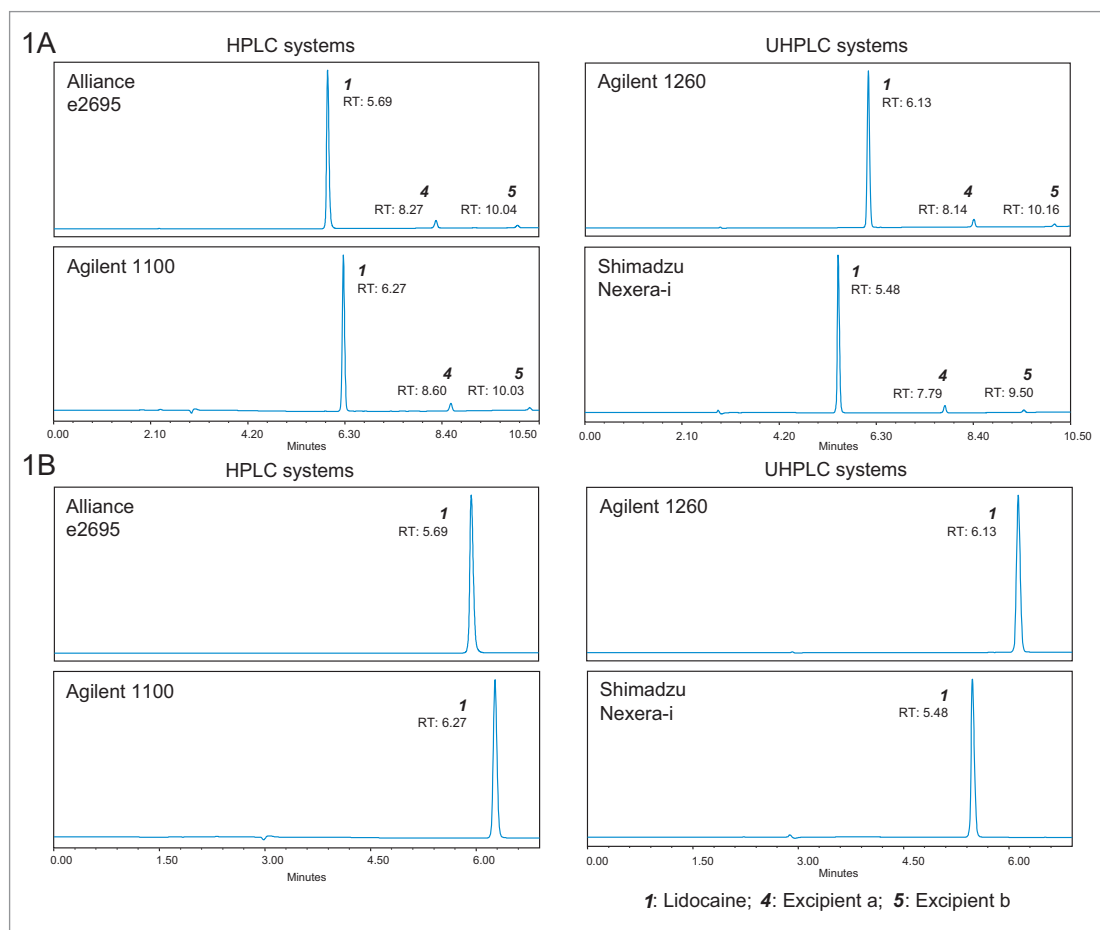 1A
HPLC systems
UHPLC systems
Alliance
e2695
1
RT: 5.69
4
RT: 8.27
5
RT: 10.04
Agilent 1260
1
RT: 6.13
4
RT: 8.14
5
RT: 10.16
Agilent 1100
1
RT: 6.27
4
RT: 8.60
5
RT: 10.03
0.00 2.10 4.20 6.30 8.40 10.50
Minutes
Shimadzu
Nexera-i
1
RT: 5.48
4
RT: 7.79
5
RT: 9.50
0.00 2.10 4.20 6.30 8.40 10.50
Minutes
1B
HPLC systems
UHPLC systems
Alliance
e2695
1
RT: 5.69
Agilent 1260
1
RT: 6.13
Agilent 1100
1
RT: 6.27
0.00 3.00 6.00
Minutes
Shimadzu
Nexera-i
1
RT: 5.48
0.00 1.50 3.00 4.50 6.00
Minutes
1: Lidocaine; 4: Excipient a; 5: Excipient b